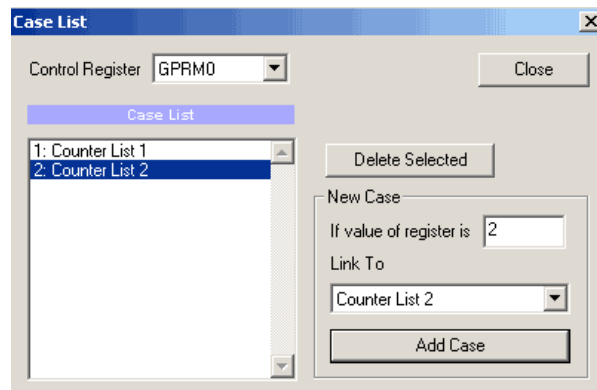 Case List
Control Register GPRM0
Close
Case List
1: Counter List 1
2: Counter List 2
Delete Selected
New Case
If value of register is 2
Link To
Counter List 2
Add Case